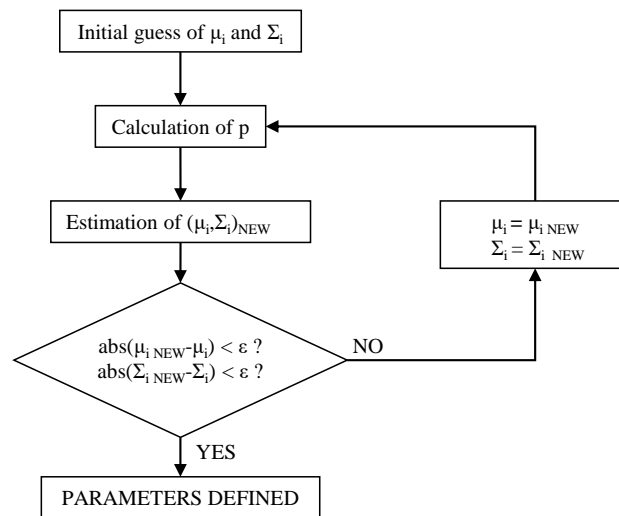 Initial guess of μi and Σi
Calculation of p
Estimation of (μi,Σi)NEW
μi = μi NEW
Σi = Σi NEW
abs(μi NEW-μi) < ε ?
abs(Σi NEW-Σi) < ε ?
NO
YES
PARAMETERS DEFINED